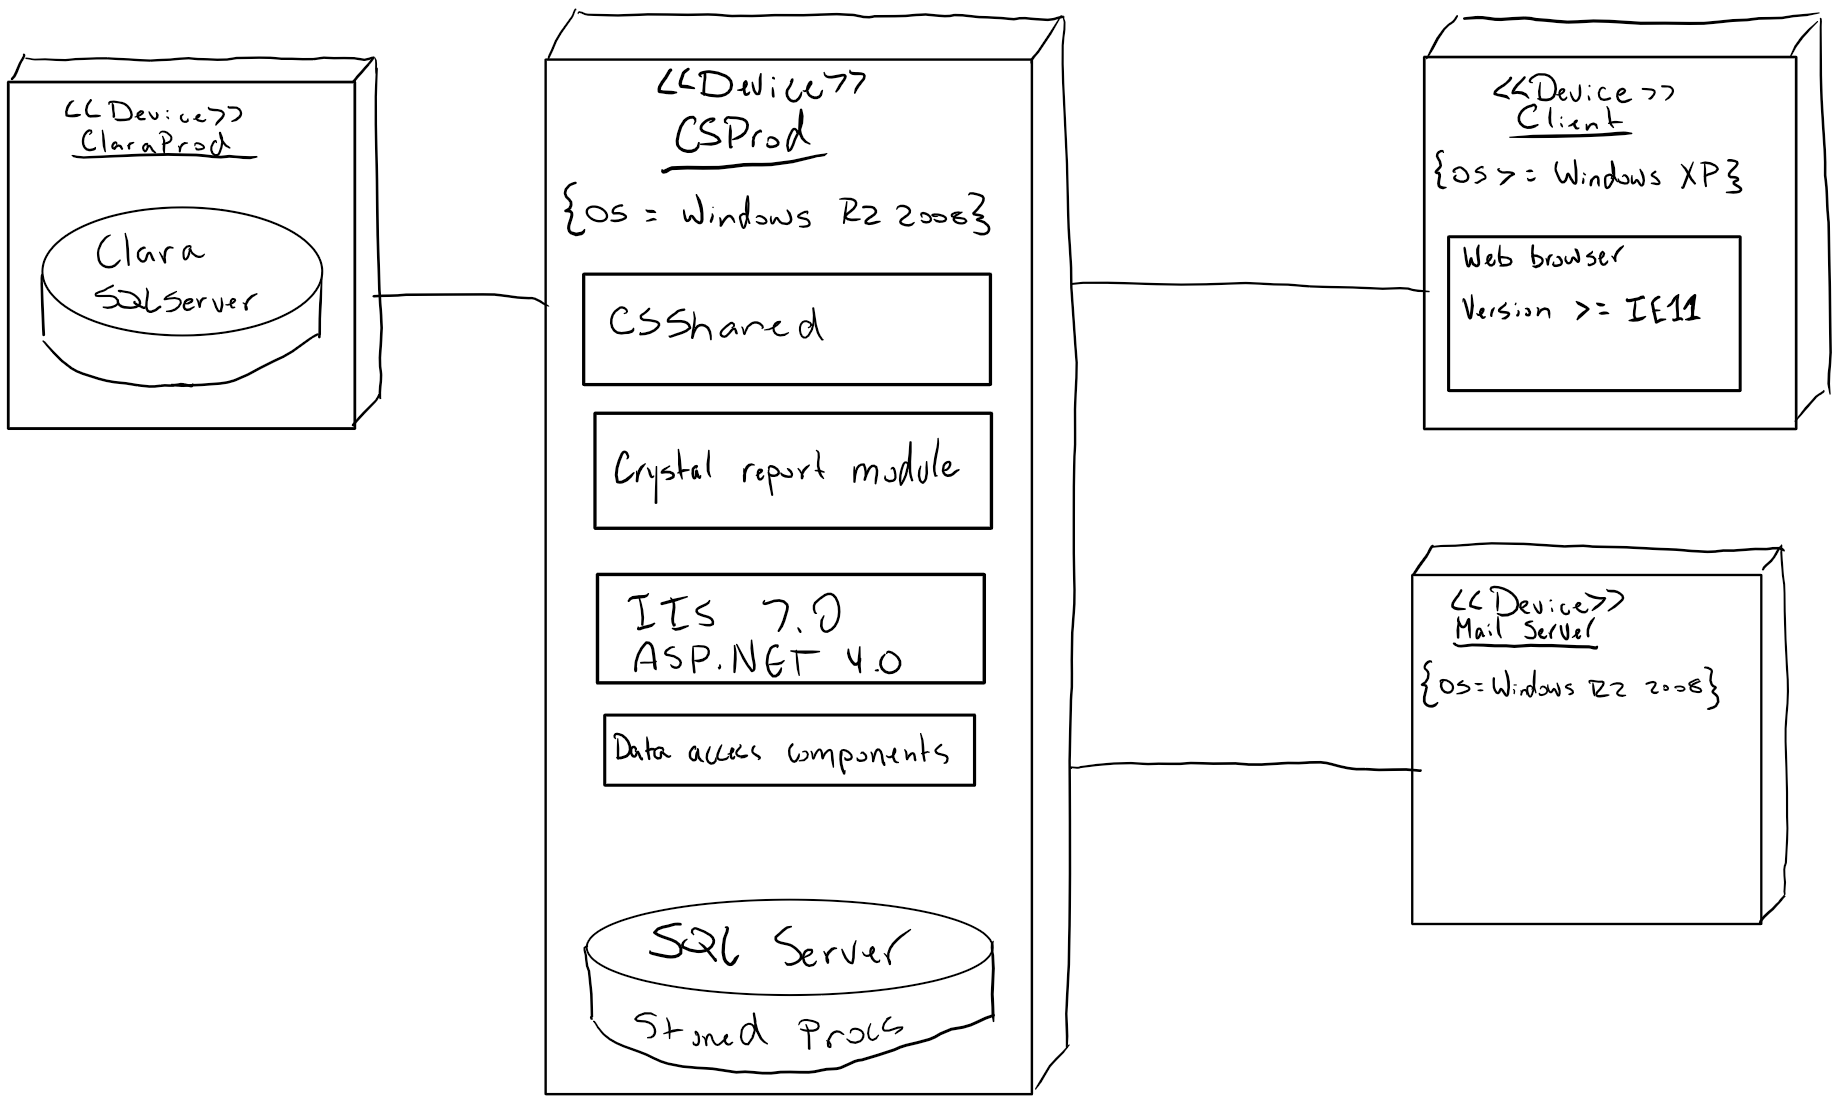 <<Device>>
ClaraProd
Clara
SQLServer
<<Device>>
CSProd
{OS = Windows R2 2008}
CSShared
Crystal report module
IIS 7.0
ASP.NET 4.0
Data access components
SQL Server
Stored Procs
<<Device>>
Client
{OS >= Windows XP}
Web browser
Version >= IE11
<<Device>>
Mail Server
{OS = Windows R2 2008}